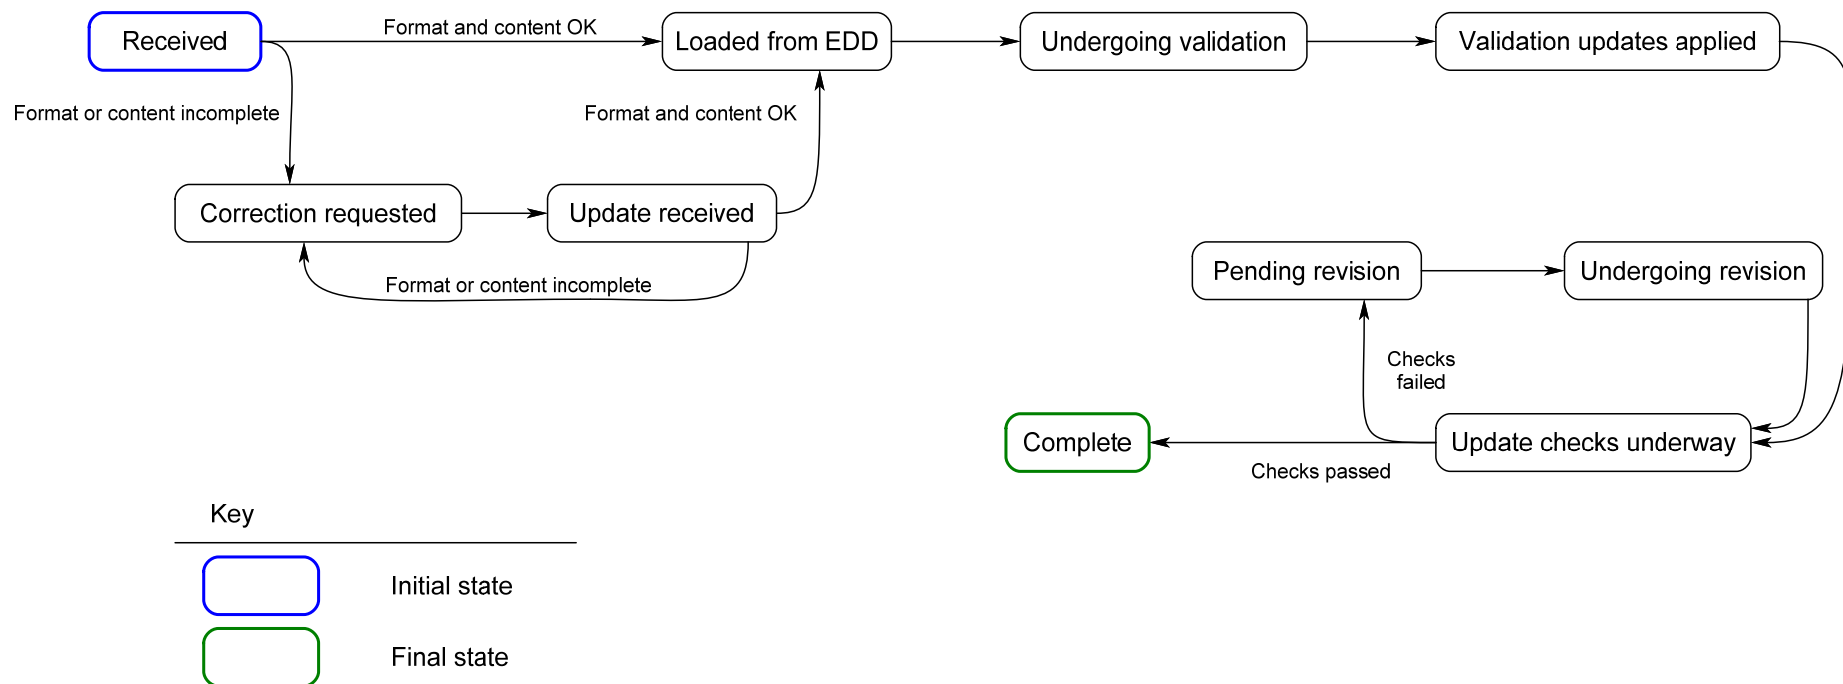 Received
Format and content OK
Loaded from EDD
Undergoing validation
Validation updates applied
Format or content incomplete
Format and content OK
Correction requested
Update received
Format or content incomplete
Pending revision
Undergoing revision
Checks
failed
Complete
Update checks underway
Checks passed
Key
Initial state
Final state